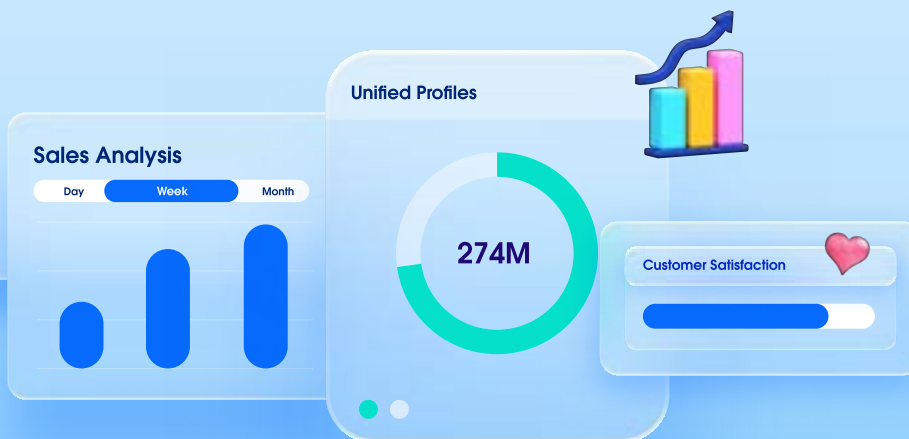 Sales Analysis
Day Week Month
Unified Profiles
274M
Customer Satisfaction